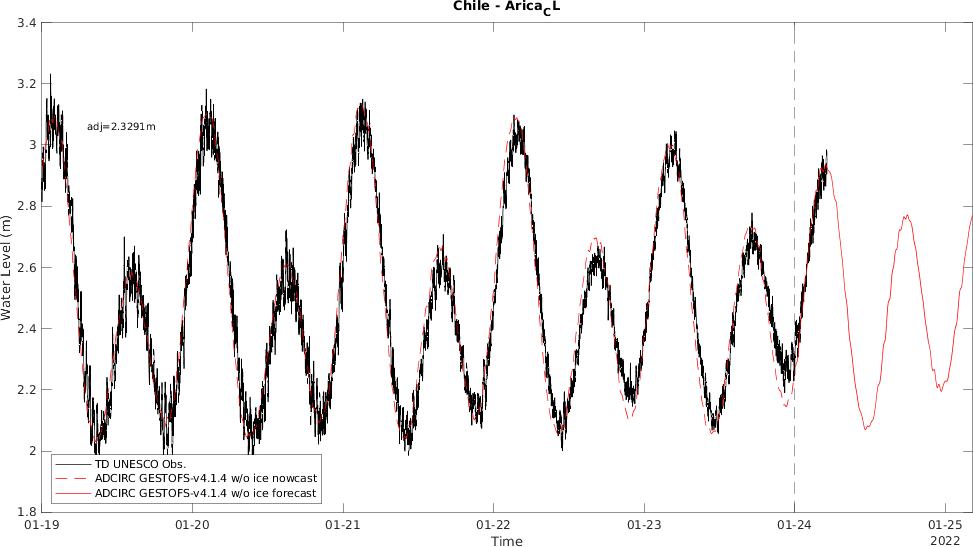 Chile - Arica_CL
3.4
3.2
3
2.8
2.6
2.4
2.2
2
1.8
Water Level (m)
adj=2.3291m
TD UNESCO Obs.
ADCIRC GESTOFS-v4.1.4 w/o ice nowcast
ADCIRC GESTOFS-v4.1.4 w/o ice forecast
01-19 01-20 01-21 01-22 01-23 01-24 01-25
Time 2022